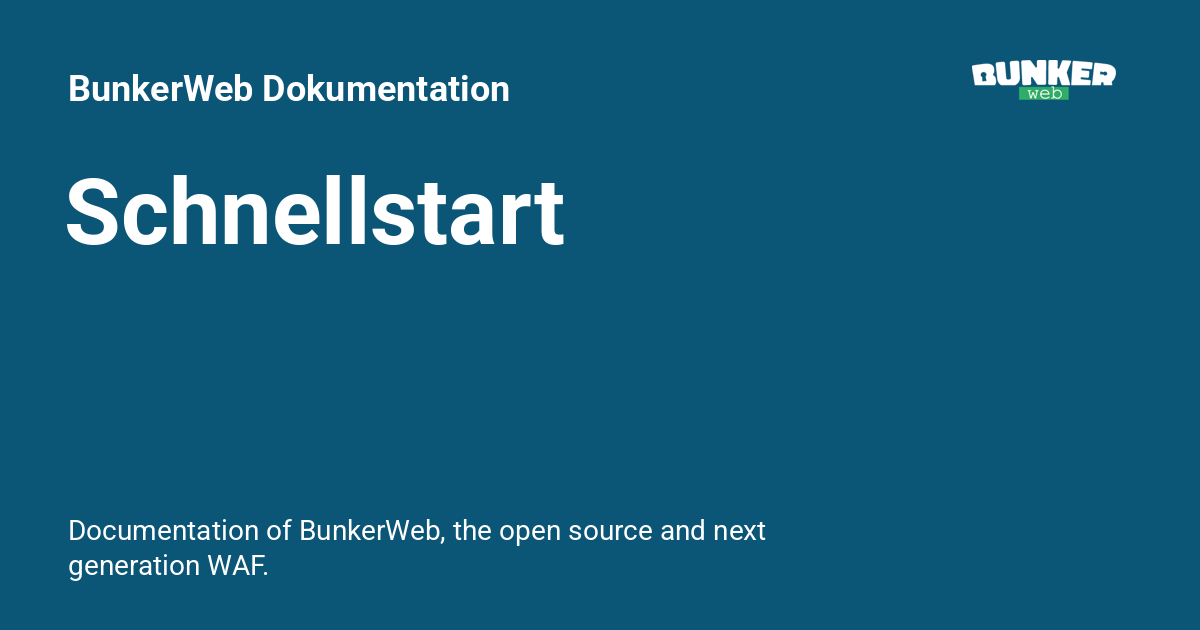 BunkerWeb Dokumentation
BUNKER
web
Schnellstart
Documentation of BunkerWeb, the open source and next
generation WAF.